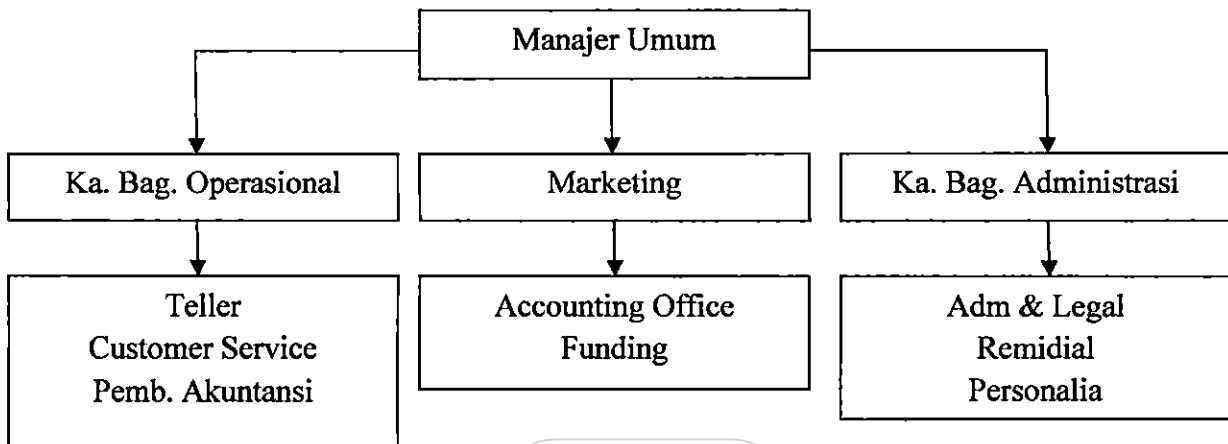 Manajer Umum
Ka. Bag. Operasional
Marketing
Ka. Bag. Administrasi
Teller
Customer Service
Pemb. Akuntansi
Accounting Office
Funding
Adm & Legal
Remidial
Personalia